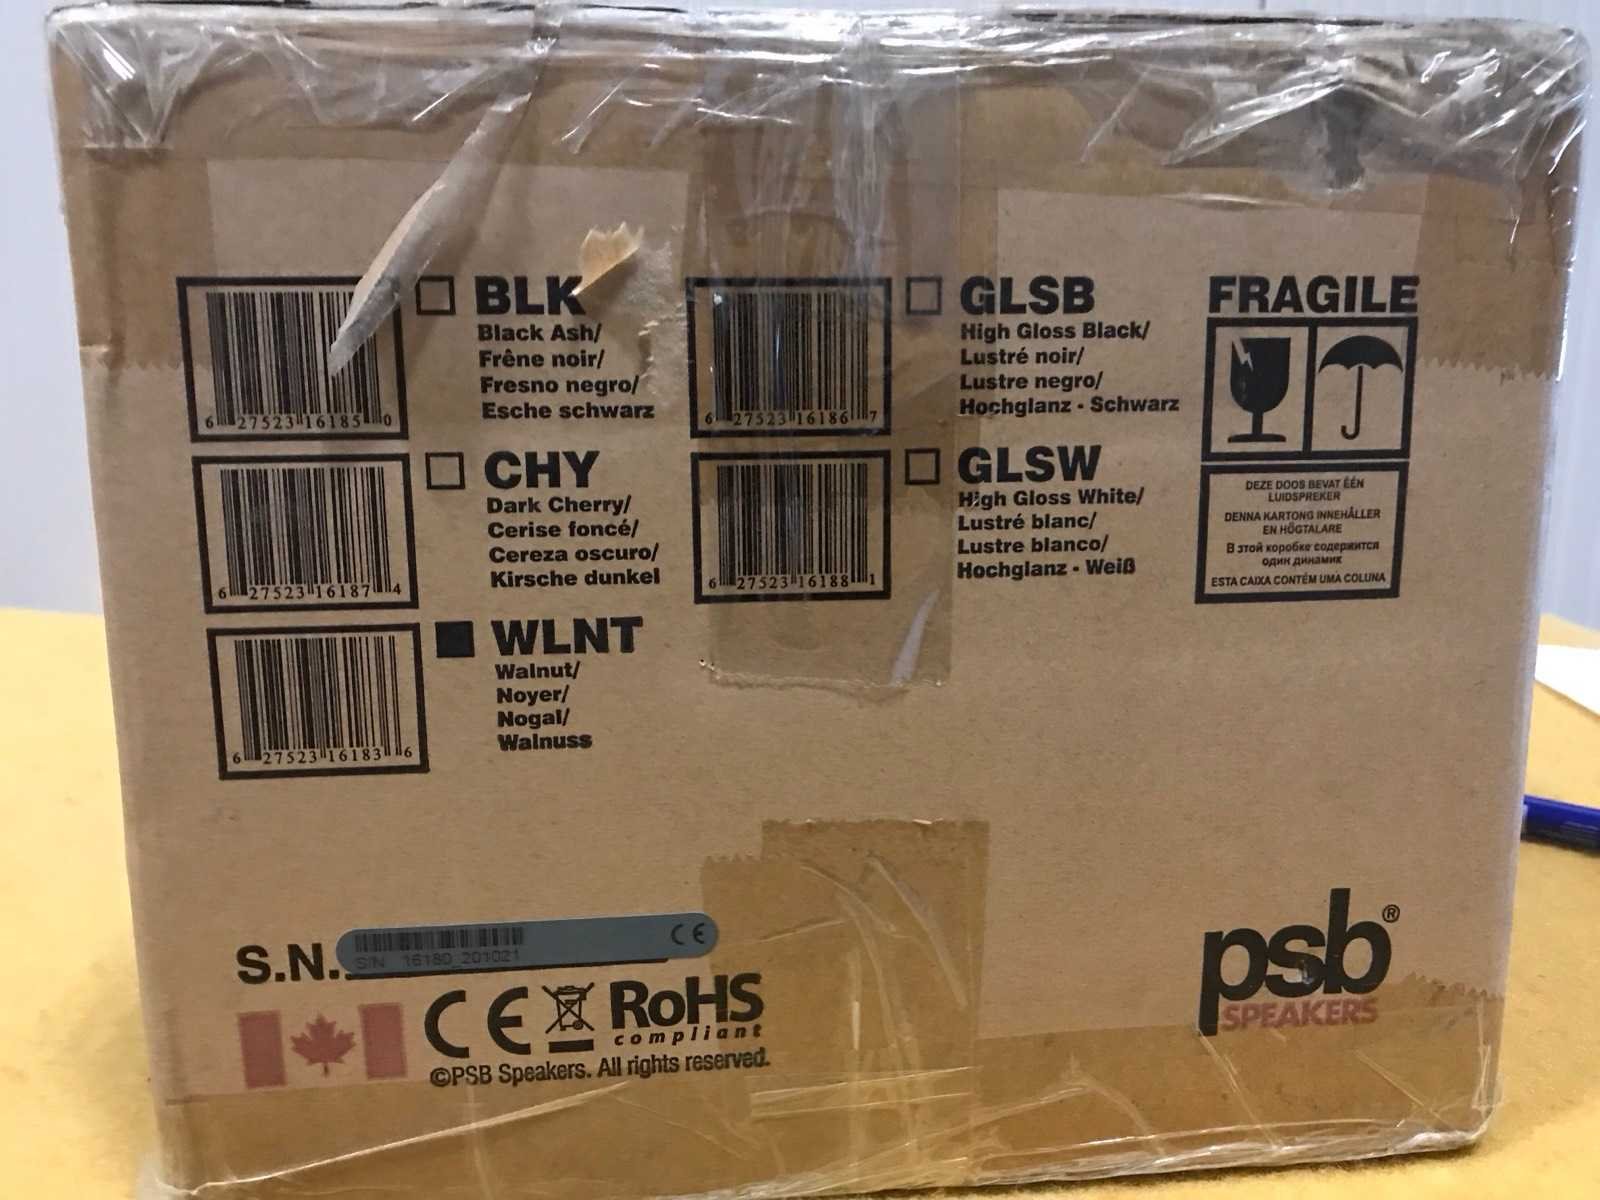 BLK
Black Ash/
Frêne noir/
Fresno negro/
Esche schwarz
6 27523 16185 0
CHY
Dark Cherry/
Cerise foncé/
Cereza oscuro/
Kirsche dunkel
6 27523 16187 4
WLNT
Walnut/
Noyer/
Nogal/
Walnuss
6 27523 16183 6
GLSB
High Gloss Black/
Lustré noir/
Lustre negro/
Hochglanz - Schwarz
6 27523 16186 7
GLSW
High Gloss White/
Lustré blanc/
Lustre blanco/
Hochglanz - Weiß
6 27523 16188 1
FRAGILE
DEZE DOOS BEVAT ÉÉN
LUIDSPREKER
DENNA KARTONG INNEHÅLLER
EN HÖGTALARE
В этой коробке содержится
один динамик
ESTA CAIXA CONTÉM UMA COLUNA
S.N.
CE
S/N 16180 201021
CE RoHS
compliant
©PSB Speakers. All rights reserved.
psb®
SPEAKERS